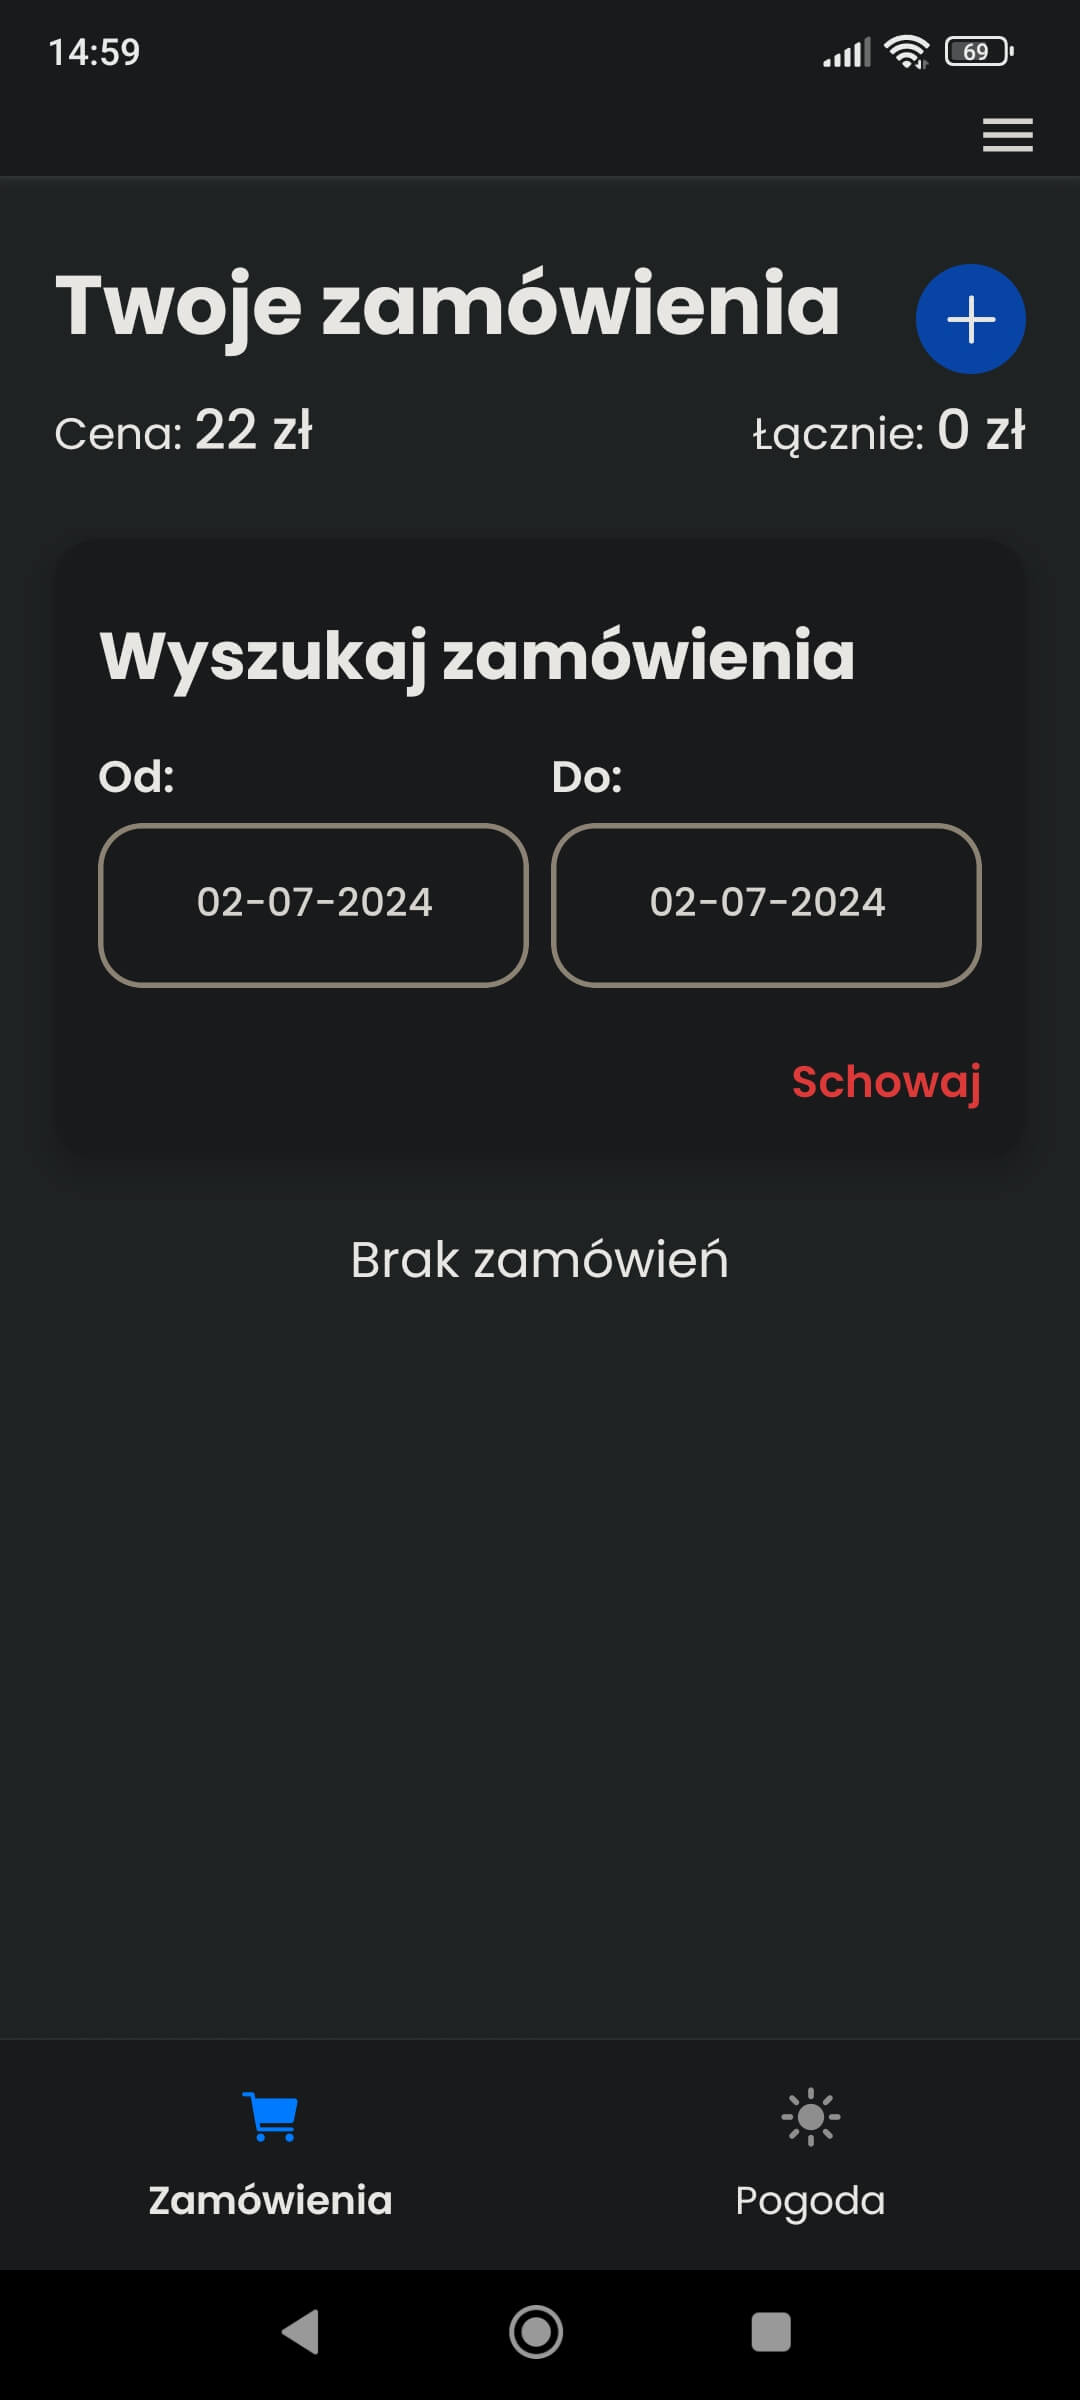 14:59
69
Twoje zamówienia
Cena: 22 zł
Łącznie: 0 zł
Wyszukaj zamówienia
Od:
Do:
02-07-2024
02-07-2024
Schowaj
Brak zamówień
Zamówienia
Pogoda